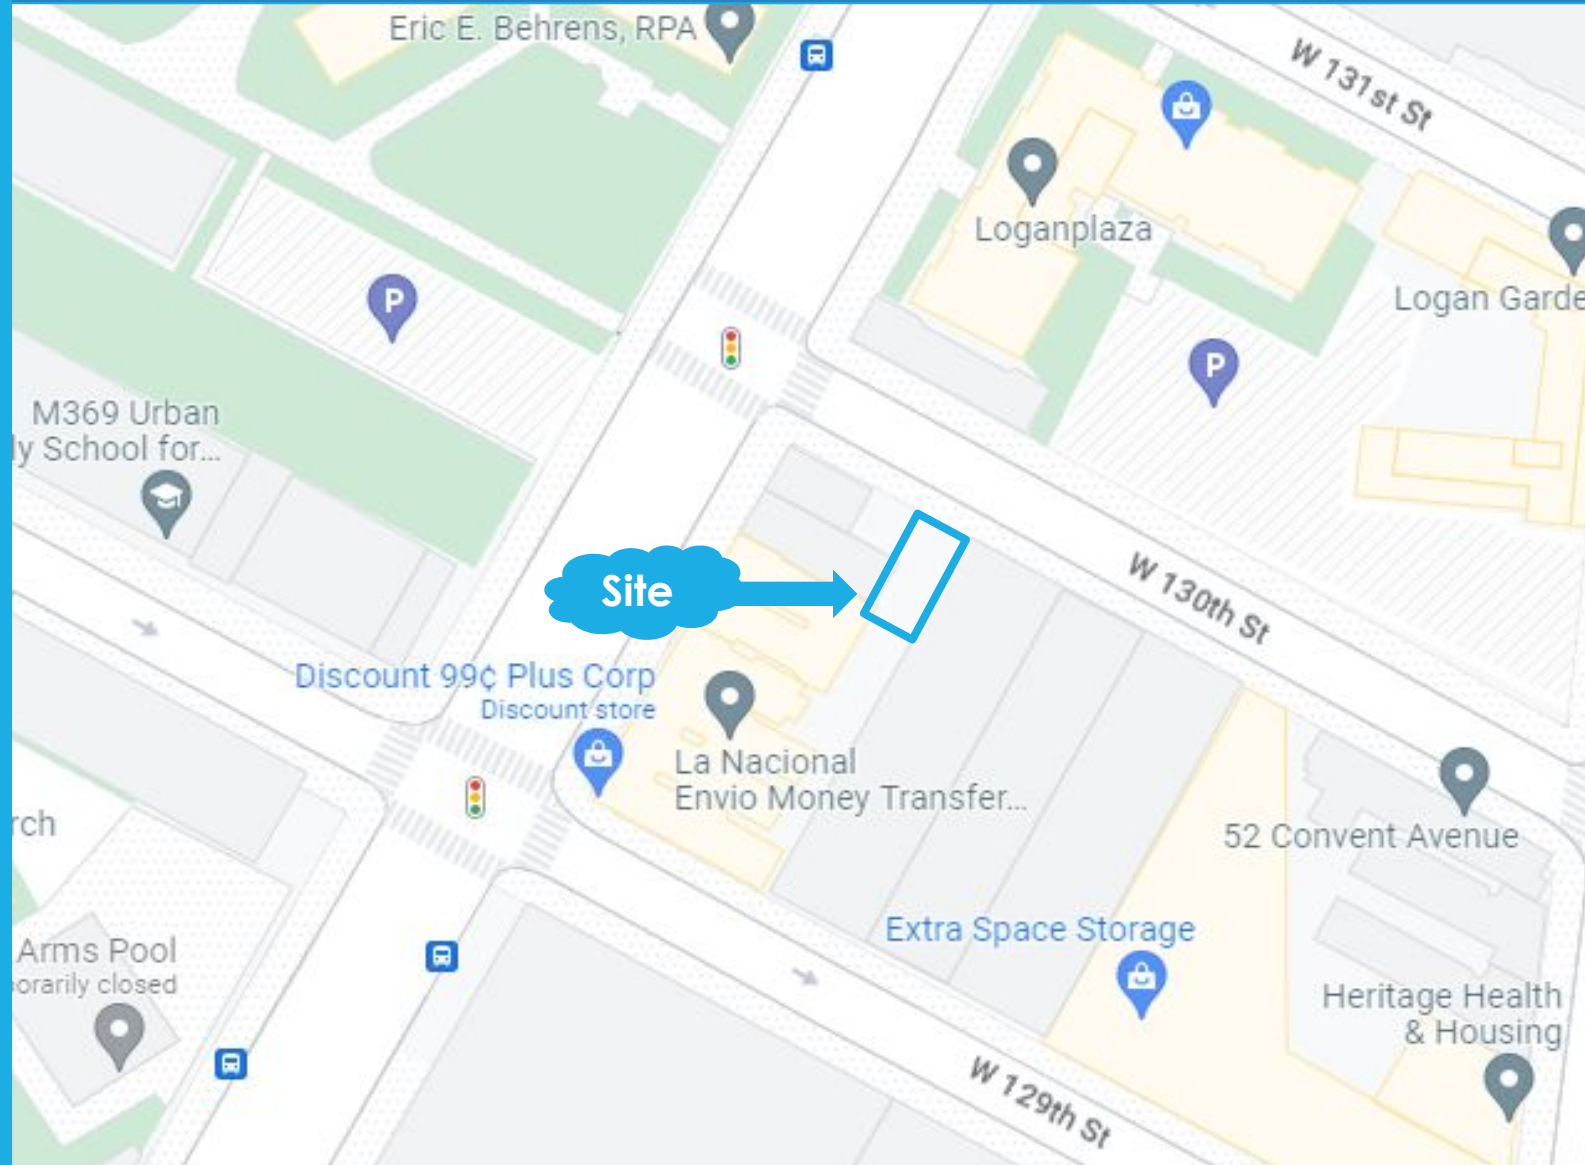 Eric E. Behrens, RPA
W 131st St
Loganplaza
Logan Garde
P
P
M369 Urban
ly School for...
Site
W 130th St
Discount 99¢ Plus Corp
Discount store
La Nacional
Envio Money Transfer...
rch
52 Convent Avenue
Extra Space Storage
Arms Pool
porarily closed
Heritage Health
& Housing
W 129th St